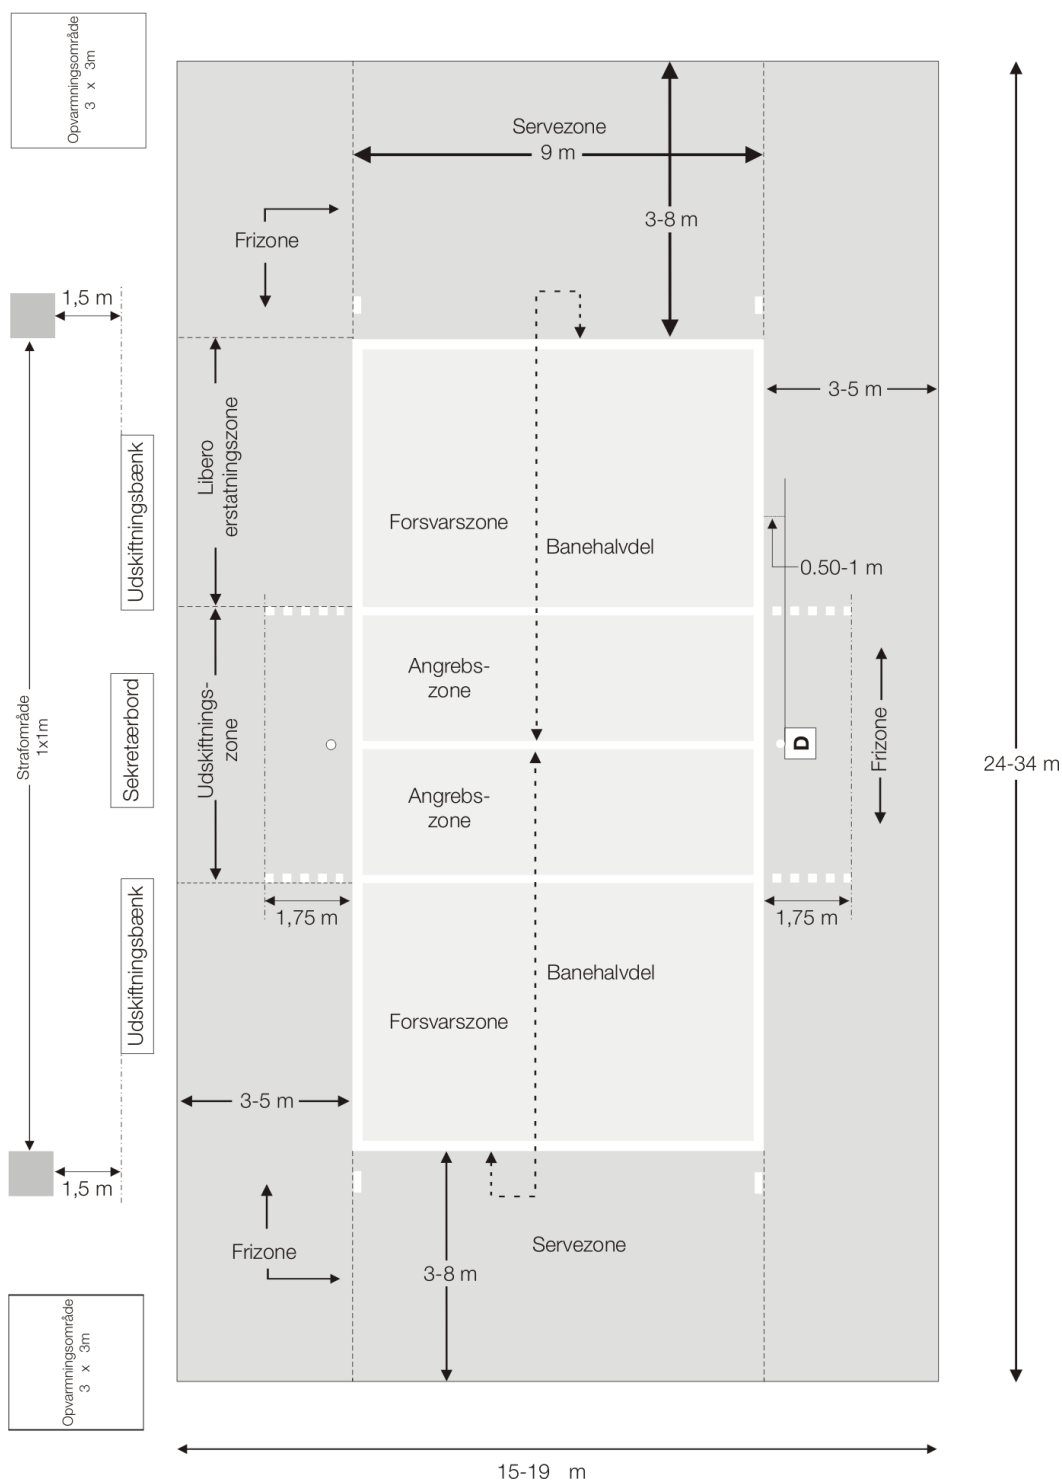 Opvarmningsområde
3 x 3m
Servezone
9 m
3-8 m
Frizone
1,5 m
3-5 m
Libero
erstatningszone
Udskiftningsbænk
Forsvarszone
Banehalvdel
0.50-1 m
Angrebs-
zone
Strafområde
1x1m
Sekretærbord
Udskiftnings-
zone
D
Frizone
24-34 m
Angrebs-
zone
1,75 m
1,75 m
Udskiftningsbænk
Banehalvdel
Forsvarszone
3-5 m
1,5 m
Frizone
Servezone
3-8 m
Opvarmningsområde
3 x 3m
15-19 m